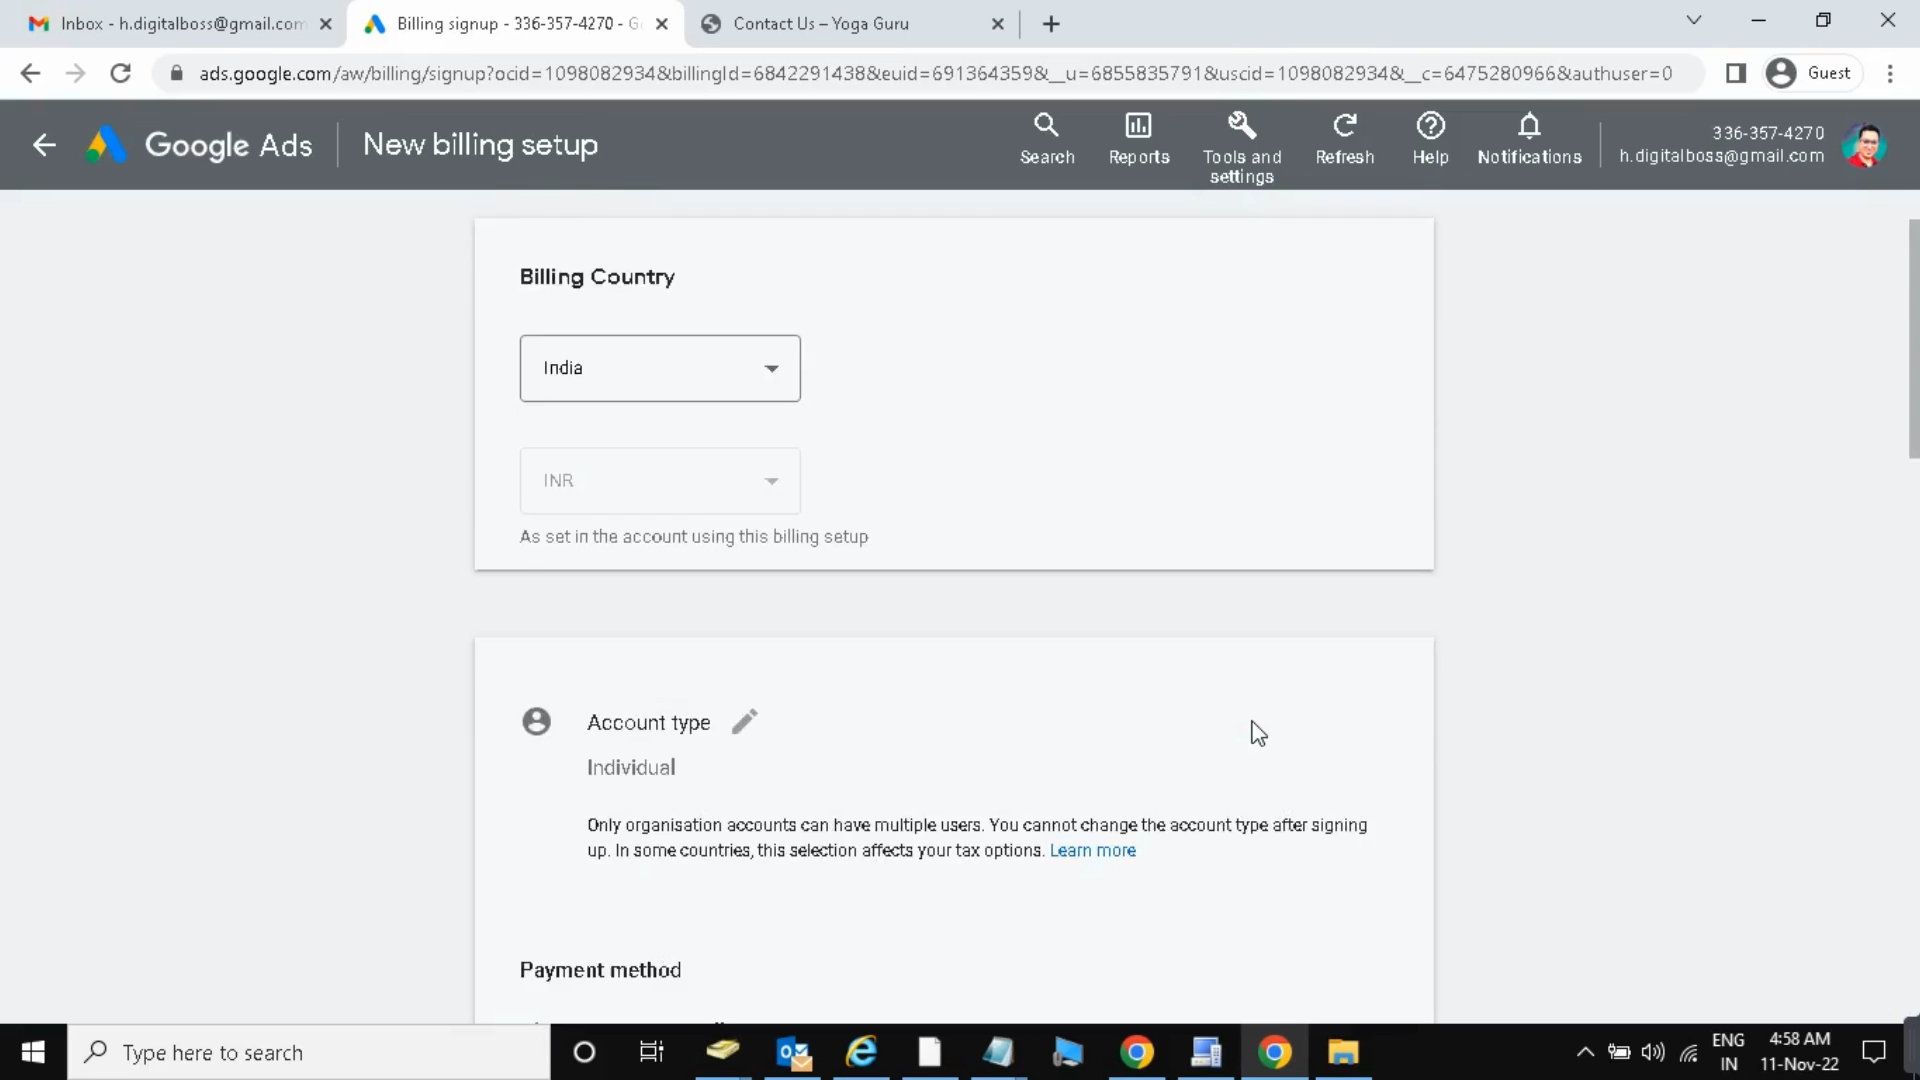 Inbox - h.digitalboss@gmail.com
Billing signup - 336-357-4270 - G
Contact Us – Yoga Guru
ads.google.com/aw/billing/signup?ocid=1098082934&billingId=6842291438&euid=691364359&__u=6855835791&uscid=1098082934&__c=6475280966&authuser=0
Guest
Google Ads
New billing setup
Search
Reports
Tools and
settings
Refresh
Help
Notifications
336-357-4270
h.digitalboss@gmail.com
Billing Country
India
INR
As set in the account using this billing setup
Account type
Individual
Only organisation accounts can have multiple users. You cannot change the account type after signing
up. In some countries, this selection affects your tax options. Learn more
Payment method
Type here to search
ENG
IN
4:58 AM
11-Nov-22